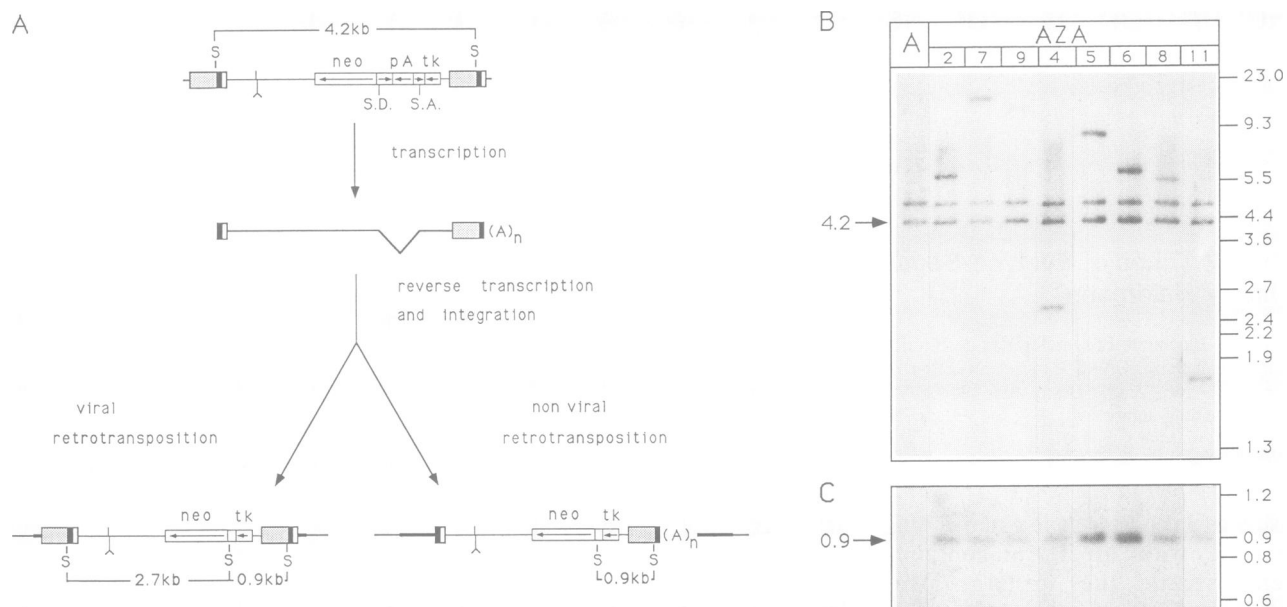 A
4.2kb
S
S
neo
pA
tk
S.D.
S.A.
transcription
(A)n
reverse transcription
and integration
viral
retrotransposition
non viral
retrotransposition
neo
tk
S
S
S
2.7kb
0.9kb
neo
tk
(A)n
S
S
0.9kb
B
A
AZA
2 7 9 4 5 6 8 11
23.0
9.3
5.5
4.4
3.6
2.7
2.4
2.2
1.9
1.3
4.2
C
1.2
0.9
0.8
0.6
0.9